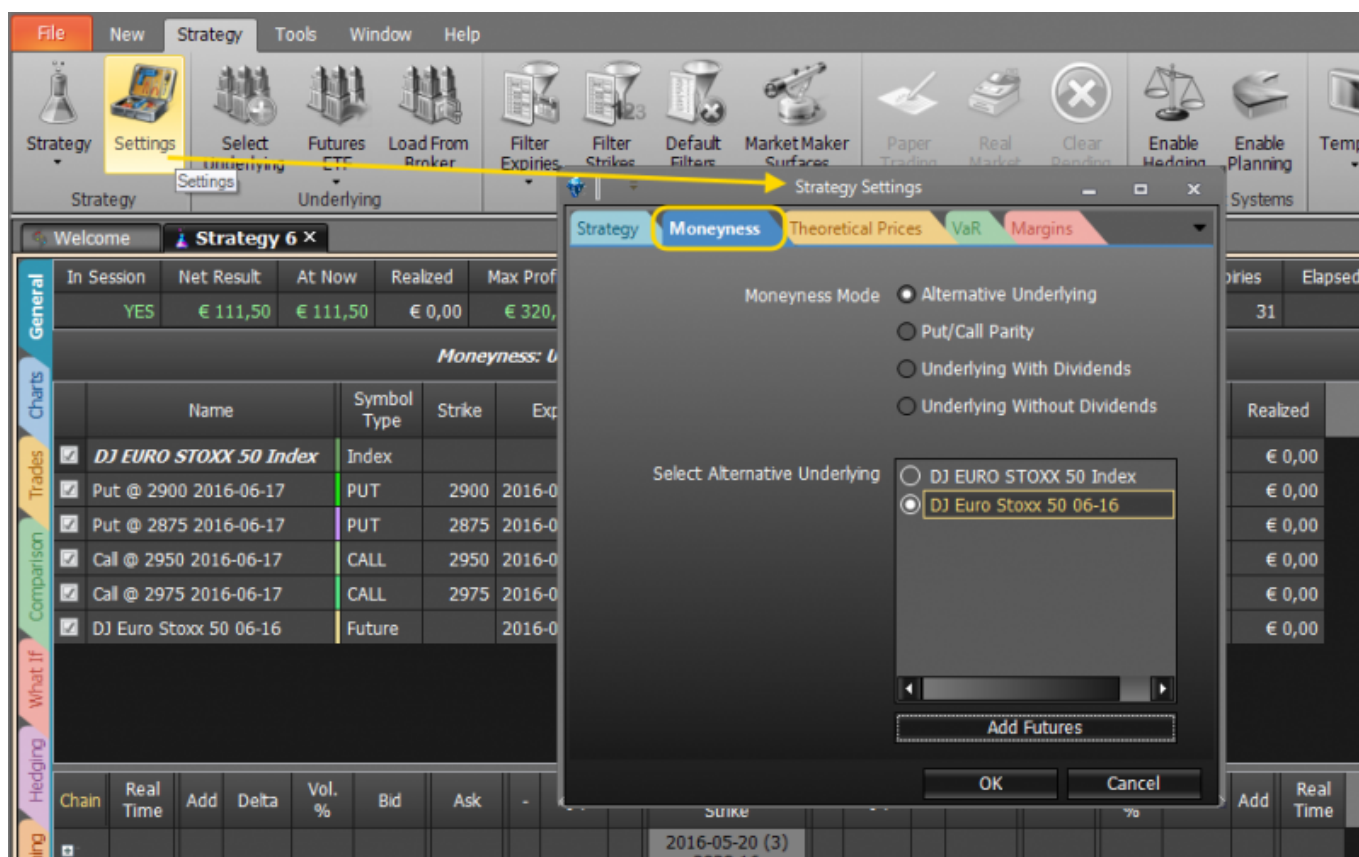 File New Strategy Tools Window Help
Strategy Settings Select Underlying Futures ETF Load From Broker Filter Expiries Filter Strikes Default Filters Market Maker Surfaces Paper Trading Real Market Clear Pending Enable Hedging Enable Planning
Settings
Strategy Underlying Systems
Strategy Settings
Welcome Strategy 6 ×
Strategy Moneyness Theoretical Prices VaR Margins
In Session Net Result At Now Realized Max Prof
YES € 111,50 € 111,50 € 0,00 € 320,
Elapsed
31
General
Charts
Trades
Comparison
What If
Hedging
Moneyness: U
Moneyness Mode Alternative Underlying
Put/Call Parity
Underlying With Dividends
Underlying Without Dividends
Name Symbol Type Strike Exp Realized
DJ EURO STOXX 50 Index Index € 0,00
Put @ 2900 2016-06-17 PUT 2900 2016-0 € 0,00
Put @ 2875 2016-06-17 PUT 2875 2016-0 € 0,00
Call @ 2950 2016-06-17 CALL 2950 2016-0 € 0,00
Call @ 2975 2016-06-17 CALL 2975 2016-0 € 0,00
DJ Euro Stoxx 50 06-16 Future 2016-0 € 0,00
Select Alternative Underlying DJ EURO STOXX 50 Index
DJ Euro Stoxx 50 06-16
Add Futures
OK Cancel
Chain Real Time Add Delta Vol. % Bid Ask - Strike % Add Real Time
2016-05-20 (3)